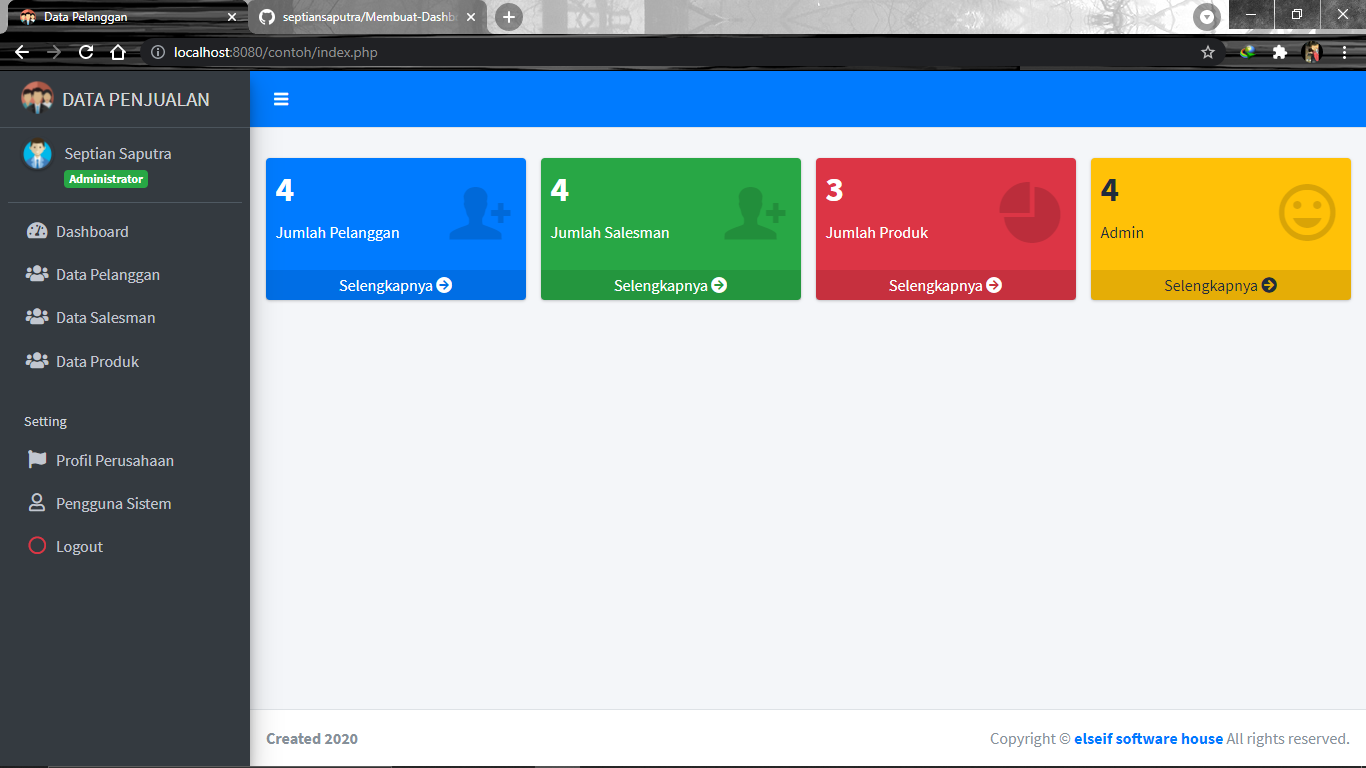 Data Pelanggan
septiansaputra/Membuat-Dashb
localhost:8080/contoh/index.php
DATA PENJUALAN
Septian Saputra
Administrator
Dashboard
Data Pelanggan
Data Salesman
Data Produk
Setting
Profil Perusahaan
Pengguna Sistem
Logout
4
Jumlah Pelanggan
Selengkapnya
4
Jumlah Salesman
Selengkapnya
3
Jumlah Produk
Selengkapnya
4
Admin
Selengkapnya
Created 2020
Copyright © elseif software house All rights reserved.